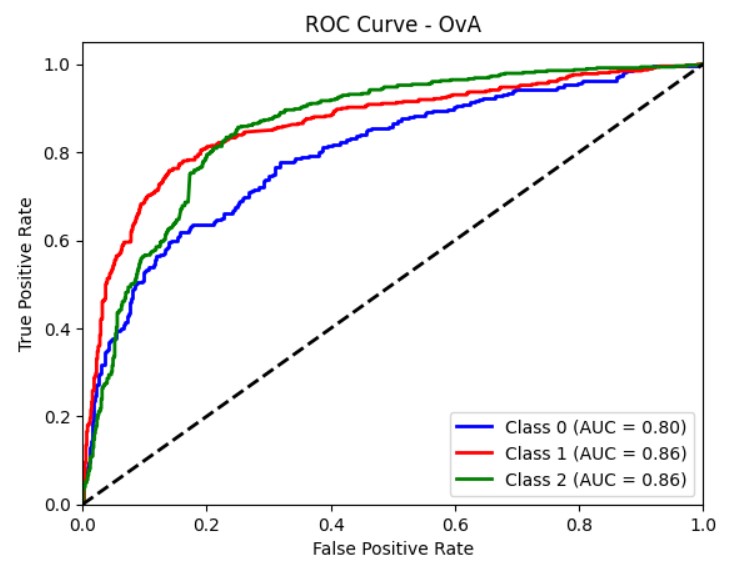 ROC Curve - OvA
True Positive Rate
1.0
0.8
0.6
0.4
0.2
0.0
0.0 0.2 0.4 0.6 0.8 1.0
False Positive Rate
Class 0 (AUC = 0.80)
Class 1 (AUC = 0.86)
Class 2 (AUC = 0.86)